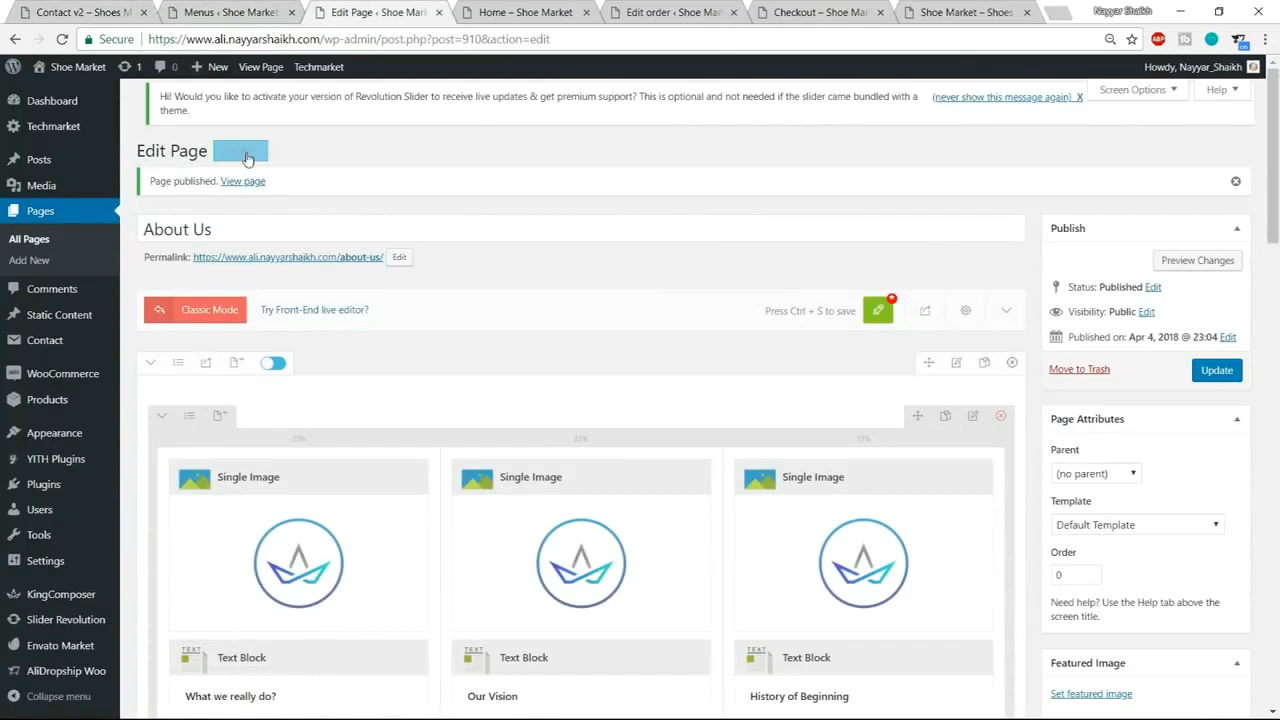 Contact v2 – Shoes M
Menus ‹ Shoe Market
Edit Page ‹ Shoe Mar
Home – Shoe Market
Edit order ‹ Shoe Mar
Checkout – Shoe Mar
Shoe Market – Shoes
Nayyar Shaikh
Secure
https://www.ali.nayyarshaikh.com/wp-admin/post.php?post=910&action=edit
ABP
Shoe Market
1
0
New
View Page
Techmarket
Howdy, Nayyar_Shaikh
Dashboard
Techmarket
Posts
Media
Pages
All Pages
Add New
Comments
Static Content
Contact
WooCommerce
Products
Appearance
YITH Plugins
Plugins
Users
Tools
Settings
KingComposer
Slider Revolution
Envato Market
AliDropship Woo
Collapse menu
Hi! Would you like to activate your version of Revolution Slider to receive live updates & get premium support? This is optional and not needed if the slider came bundled with a
theme.
(never show this message again) X
Screen Options
Help
Edit Page
Page published. View page
About Us
Permalink: https://www.ali.nayyarshaikh.com/about-us/ Edit
Classic Mode
Try Front-End live editor?
Press Ctrl + S to save
33%
33%
33%
Single Image
Single Image
Single Image
TEXT
Text Block
TEXT
Text Block
TEXT
Text Block
What we really do?
Our Vision
History of Beginning
Publish
Preview Changes
Status: Published Edit
Visibility: Public Edit
Published on: Apr 4, 2018 @ 23:04 Edit
Move to Trash
Update
Page Attributes
Parent
(no parent)
Template
Default Template
Order
0
Need help? Use the Help tab above the
screen title.
Featured Image
Set featured image